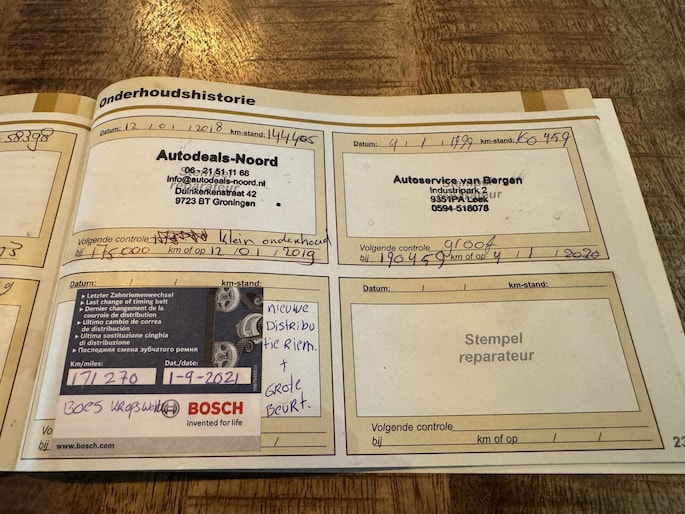 Onderhoudshistorie
58398
Datum: 12 / 01 / 2018 km-stand: 144405
Autodeals-Noord
06 - 21 51 11 68
Info@autodeals-noord.nl
Duinkerkenstraat 42
9723 BT Groningen
reparateur
Volgende controle klein onderhoud
bij 175000 km of op 12 / 01 / 2019
Datum: 4 / 1 / km-stand:
Autoservice van Bergen
Industripark 2
9351PA Leek
0594-518078
reparateur
Volgende controle groot
bij 190459 km of op 4 / 1 / 2020
Datum: / / km-stand:
► Letzter Zahnriemenwechsel
► Last change of timing belt
► Dernier changement de la
courroie de distribution
► Ultimo cambio de correa
de distribución
► Ultima sostituzione cinghia
di distribuzione
► Последняя смена зубчатого ремня
Km/miles: Dat./date:
171 270 1-9-2021
BOSCH
Invented for life
www.bosch.com
nieuwe
Distribu
tie Riem.
+
Grote
Beurt.
Vo
bij / /
Datum: / / km-stand:
Stempel
reparateur
Volgende controle
bij km of op / /
23